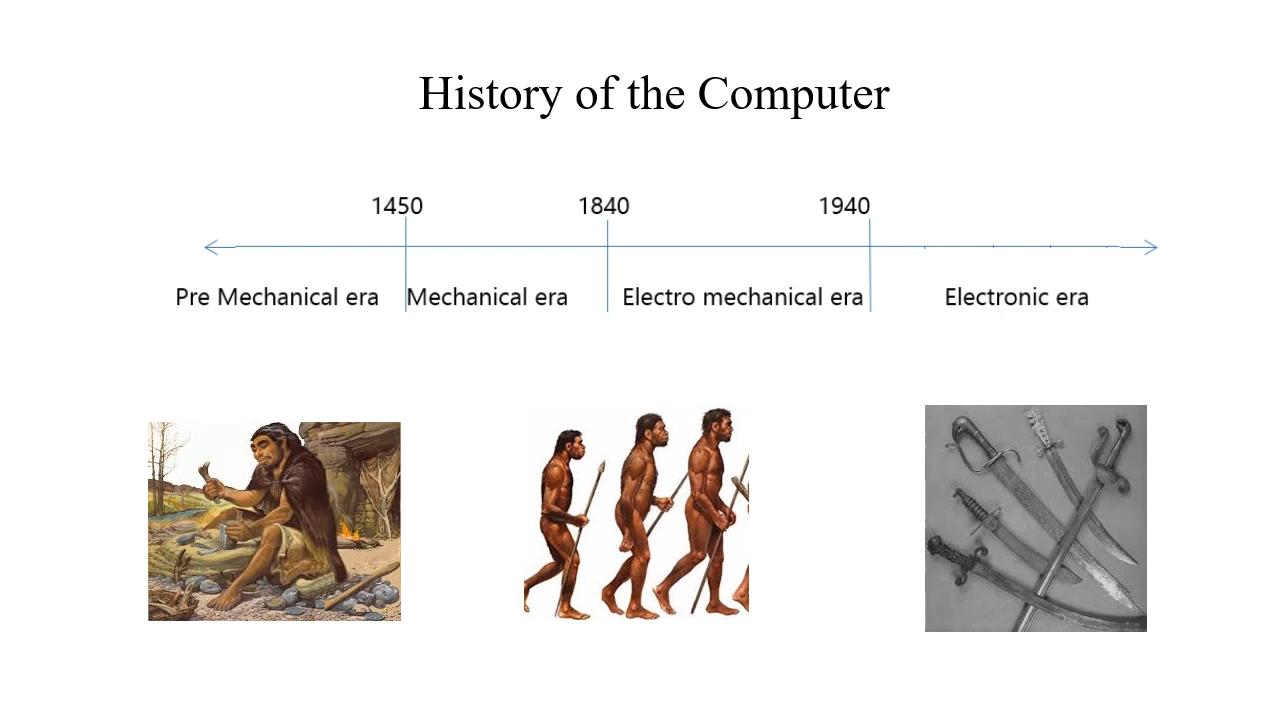 History of the Computer
1450 1840 1940
Pre Mechanical era Mechanical era Electro mechanical era Electronic era